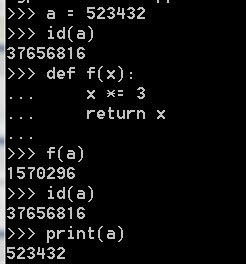 >>> a = 523432
>>> id(a)
37656816
>>> def f(x):
...     x *= 3
...     return x
...
>>> f(a)
1570296
>>> id(a)
37656816
>>> print(a)
523432